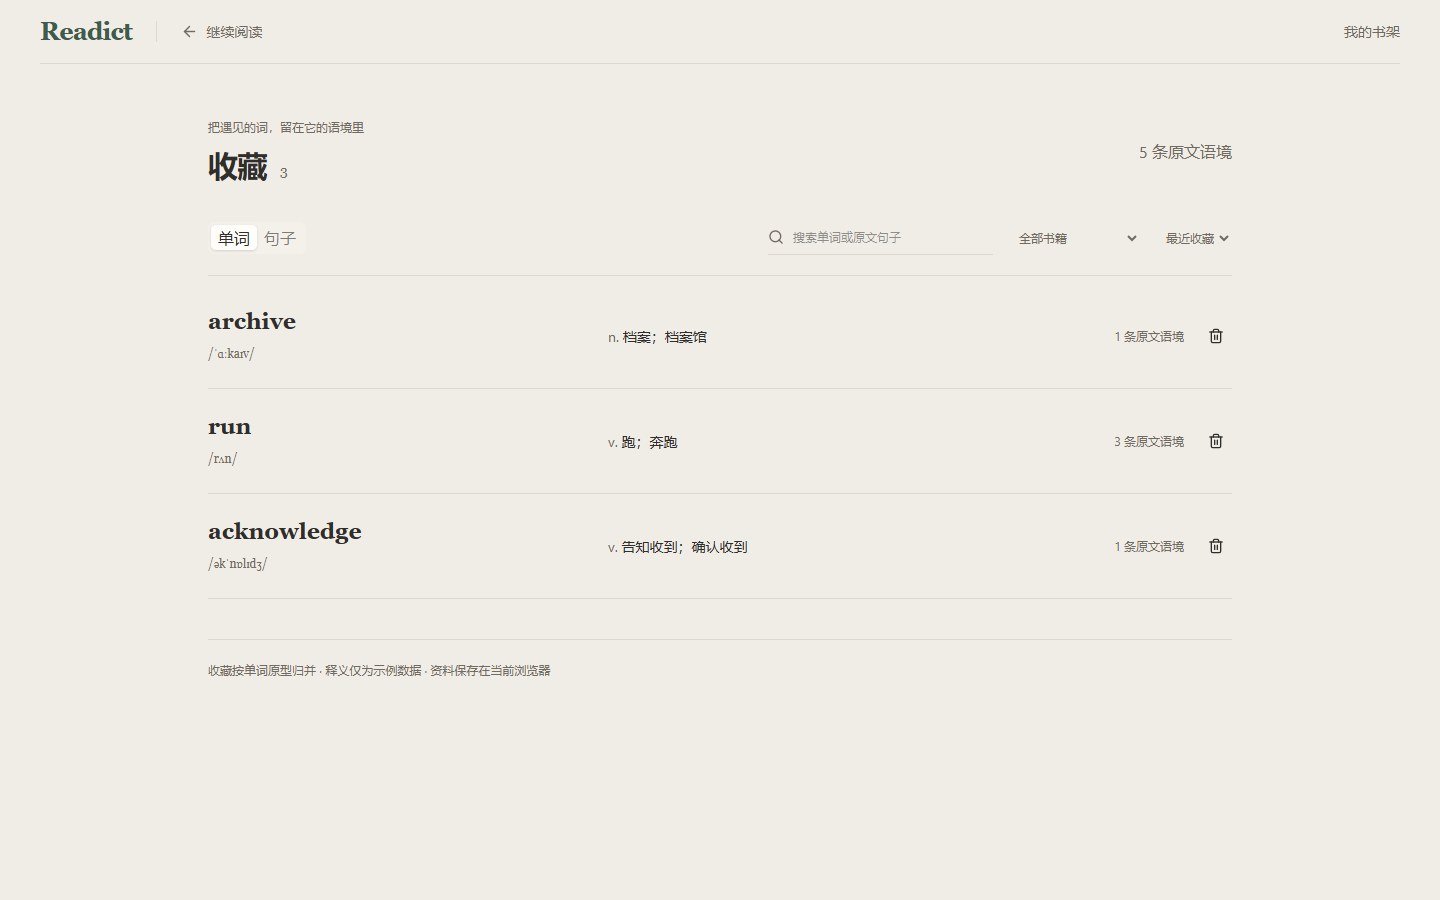 Readict
继续阅读
我的书架
把遇见的词，留在它的语境里
收藏 3
5 条原文语境
单词 句子
搜索单词或原文句子
全部书籍
最近收藏
archive
/ˈɑːkaɪv/
n. 档案；档案馆
1 条原文语境
run
/rʌn/
v. 跑；奔跑
3 条原文语境
acknowledge
/əkˈnɒlɪdʒ/
v. 告知收到；确认收到
1 条原文语境
收藏按单词原型归并 · 释义仅为示例数据 · 资料保存在当前浏览器